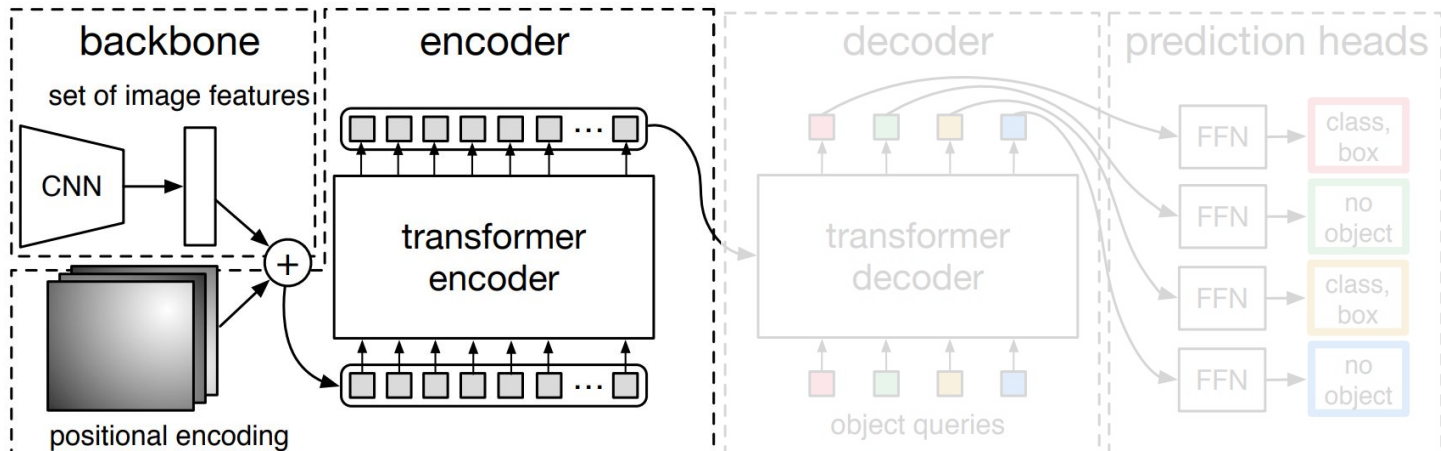 backbone
set of image features
CNN
+
positional encoding
encoder
transformer
encoder
...
...
decoder
transformer
decoder
object queries
prediction heads
FFN
class,
box
FFN
no
object
FFN
class,
box
FFN
no
object